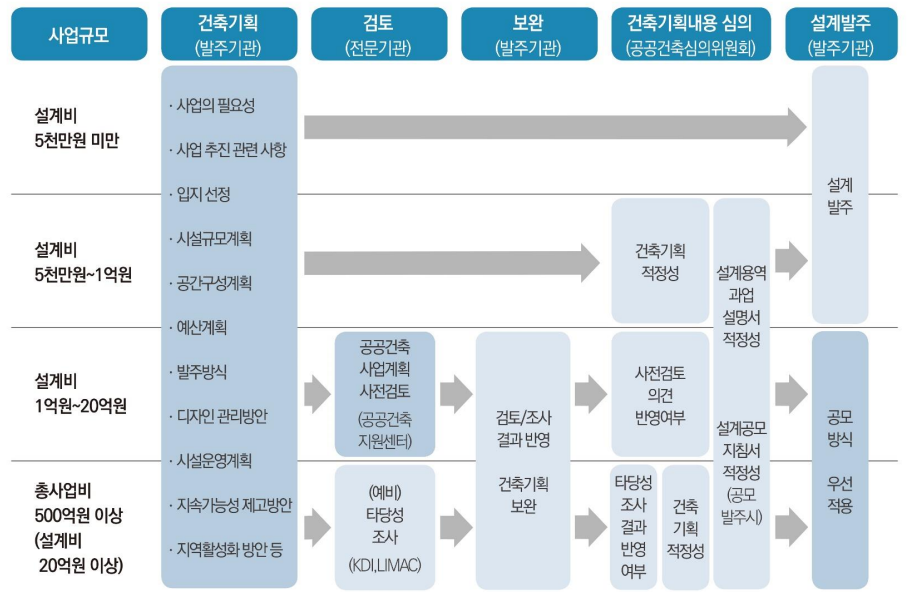 사업규모
건축기획
(발주기관)
검토
(전문기관)
보완
(발주기관)
건축기획내용 심의
(공공건축심의위원회)
설계발주
(발주기관)
설계비
5천만원 미만
설계비
5천만원~1억원
설계비
1억원~20억원
총사업비
500억원 이상
(설계비
20억원 이상)
· 사업의 필요성
· 사업 추진 관련 사항
· 입지 선정
· 시설규모계획
· 공간구성계획
· 예산계획
· 발주방식
· 디자인 관리방안
· 시설운영계획
· 지속가능성 제고방안
· 지역활성화 방안 등
공공건축
사업계획
사전검토
(공공건축
지원센터)
(예비)
타당성
조사
(KDI,LIMAC)
검토/조사
결과 반영
건축기획
보완
건축기획
적정성
사전검토
의견
반영여부
타당성
조사
결과
반영
여부
건축
기획
적정성
설계용역
과업
설명서
적정성
설계공모
지침서
적정성
(공모
발주시)
설계
발주
공모
방식
우선
적용